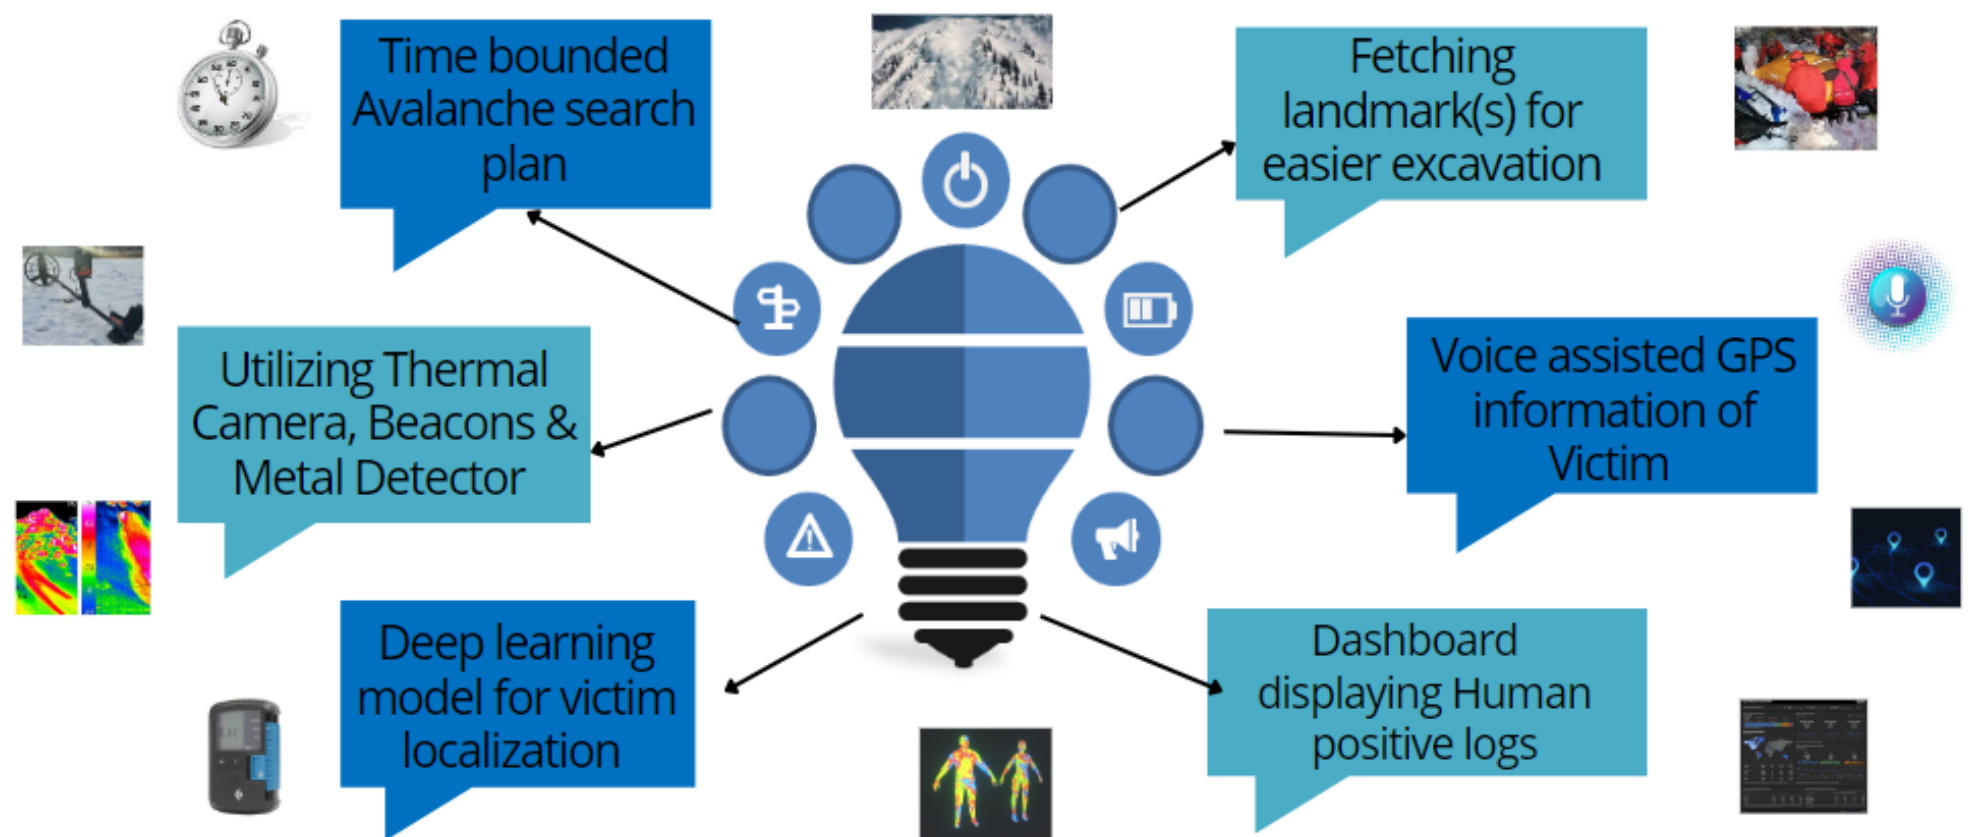 Time bounded
Avalanche search
plan
Fetching
landmark(s) for
easier excavation
Utilizing Thermal
Camera, Beacons &
Metal Detector
Voice assisted GPS
information of
Victim
Deep learning
model for victim
localization
Dashboard
displaying Human
positive logs